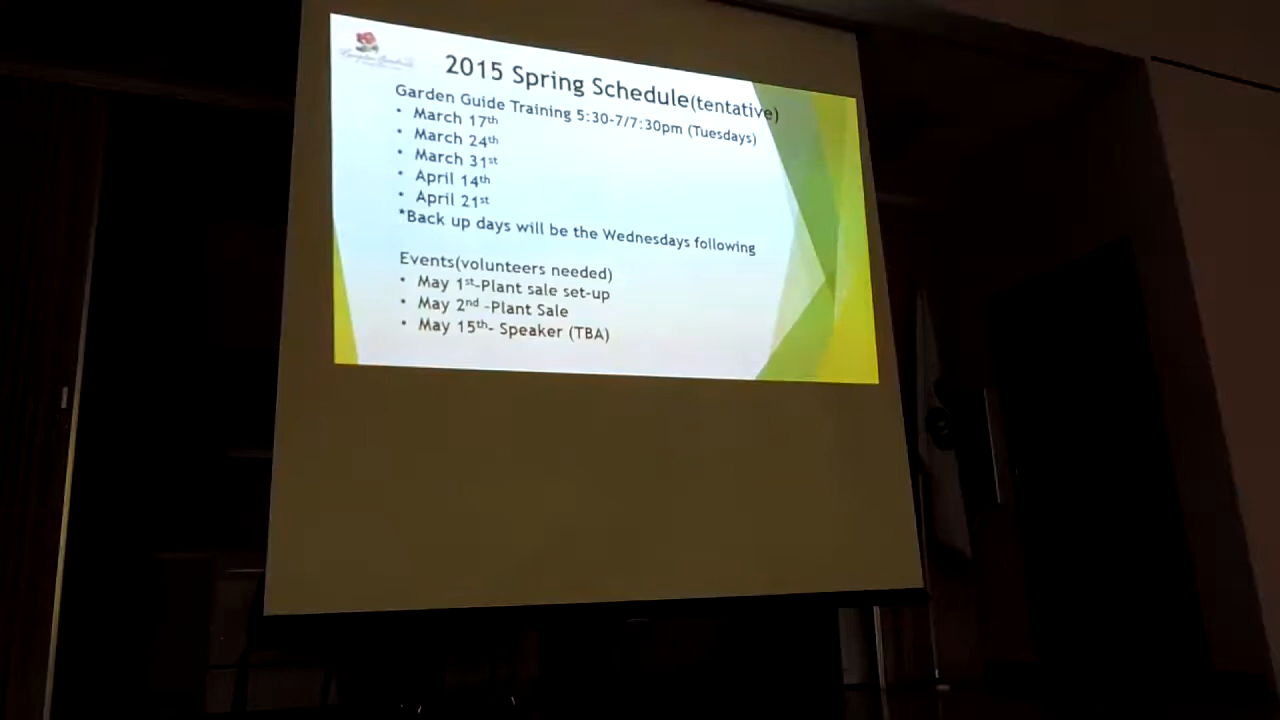 2015 Spring Schedule(tentative)
Garden Guide Training 5:30-7/7:30pm (Tuesdays)
• March 17th
• March 24th
• March 31st
• April 14th
• April 21st
*Back up days will be the Wednesdays following
Events(volunteers needed)
• May 1st-Plant sale set-up
• May 2nd -Plant Sale
• May 15th- Speaker (TBA)